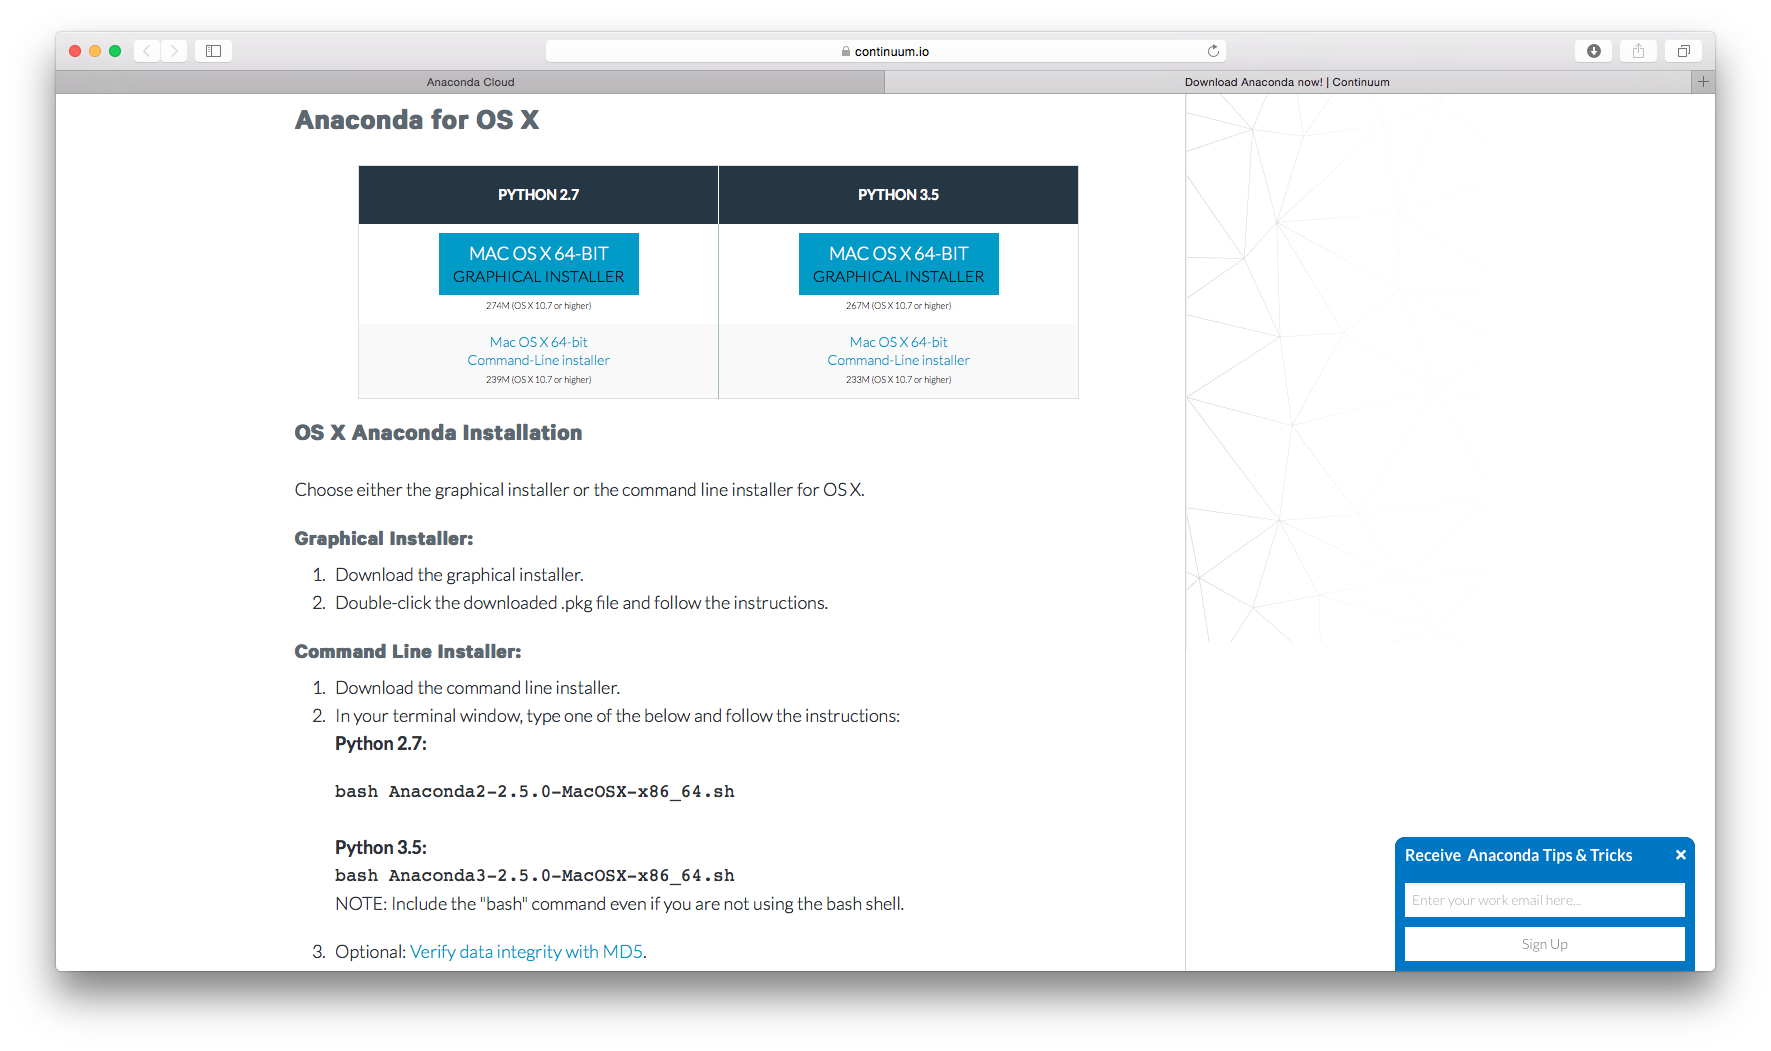 continuum.io
Anaconda Cloud
Download Anaconda now! | Continuum
Anaconda for OS X
PYTHON 2.7
PYTHON 3.5
MAC OS X 64-BIT
GRAPHICAL INSTALLER
274M (OS X 10.7 or higher)
MAC OS X 64-BIT
GRAPHICAL INSTALLER
267M (OS X 10.7 or higher)
Mac OS X 64-bit
Command-Line installer
239M (OS X 10.7 or higher)
Mac OS X 64-bit
Command-Line installer
233M (OS X 10.7 or higher)
OS X Anaconda Installation
Choose either the graphical installer or the command line installer for OS X.
Graphical Installer:
1. Download the graphical installer.
2. Double-click the downloaded .pkg file and follow the instructions.
Command Line Installer:
1. Download the command line installer.
2. In your terminal window, type one of the below and follow the instructions:
Python 2.7:
bash Anaconda2-2.5.0-MacOSX-x86_64.sh
Python 3.5:
bash Anaconda3-2.5.0-MacOSX-x86_64.sh
NOTE: Include the "bash" command even if you are not using the bash shell.
3. Optional: Verify data integrity with MD5.
Receive Anaconda Tips & Tricks
Enter your work email here...
Sign Up